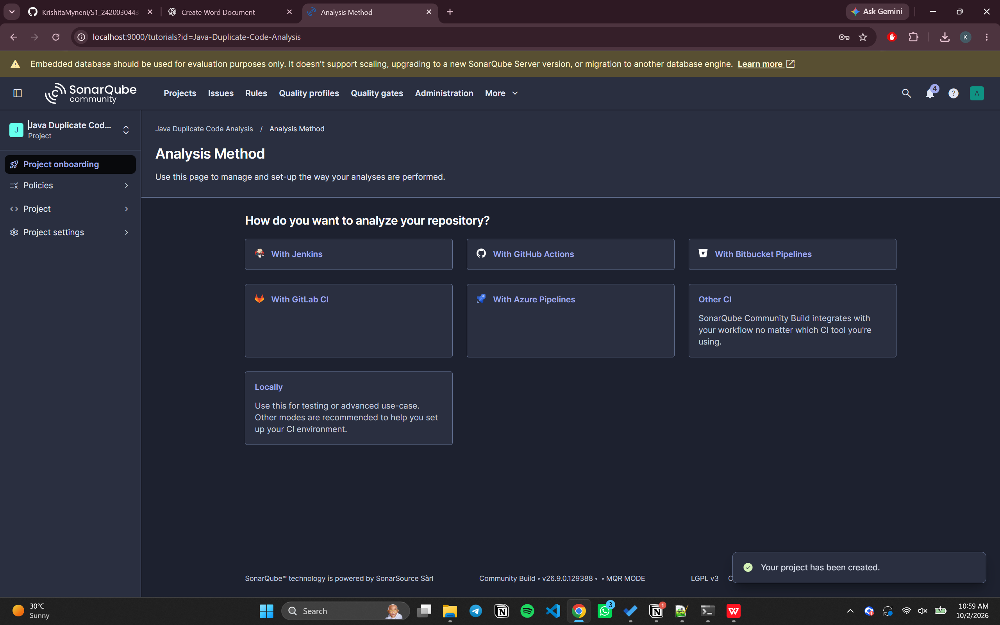 KrishitaMyneni/S1_2420030443
Create Word Document
Analysis Method
Ask Gemini
localhost:9000/tutorials?id=Java-Duplicate-Code-Analysis
K
Embedded database should be used for evaluation purposes only. It doesn't support scaling, upgrading to a new SonarQube Server version, or migration to another database engine. Learn more
SonarQube community
Projects Issues Rules Quality profiles Quality gates Administration More
4
?
A
J
Java Duplicate Cod...
Project
Project onboarding
Policies
Project
Project settings
Java Duplicate Code Analysis / Analysis Method
Analysis Method
Use this page to manage and set-up the way your analyses are performed.
How do you want to analyze your repository?
With Jenkins
With GitHub Actions
With Bitbucket Pipelines
With GitLab CI
With Azure Pipelines
Other CI
SonarQube Community Build integrates with
your workflow no matter which CI tool you're
using.
Locally
Use this for testing or advanced use-case.
Other modes are recommended to help you set
up your CI environment.
Your project has been created.
SonarQube™ technology is powered by SonarSource Sàrl
Community Build • v26.9.0.129388 • • MQR MODE
LGPL v3
30°C
Sunny
Search
3
1
10:59 AM
10/2/2026